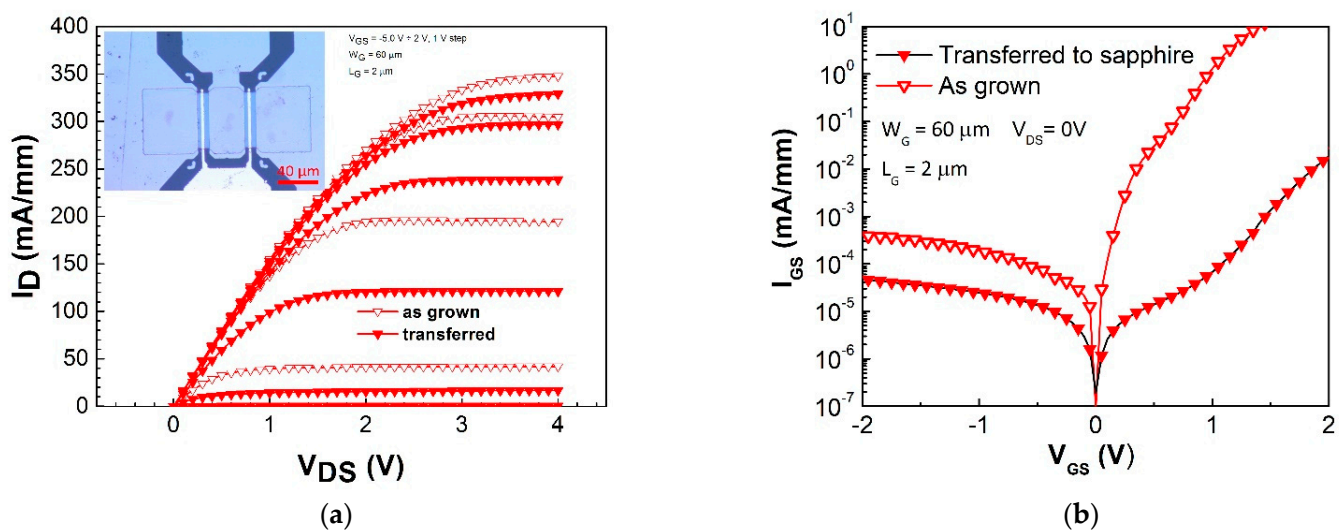 400
350
300
250
200
150
100
50
0
I_D (mA/mm)
V_GS = -5.0 V ÷ 2 V, 1 V step
W_G = 60 μm
L_G = 2 μm
40 μm
as grown
transferred
0 1 2 3 4
V_DS (V)
(a)
10^1
10^0
10^-1
10^-2
10^-3
10^-4
10^-5
10^-6
10^-7
I_GS (mA/mm)
Transferred to sapphire
As grown
W_G = 60 μm V_DS= 0V
L_G = 2 μm
-2 -1 0 1 2
V_GS (V)
(b)